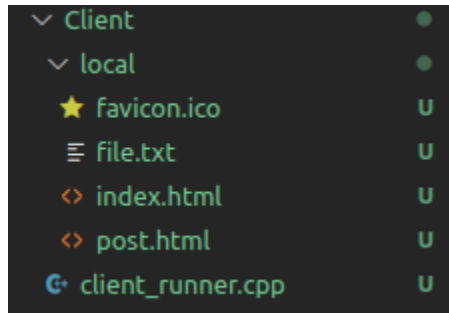 Client
local
favicon.ico U
file.txt U
index.html U
post.html U
client_runner.cpp U